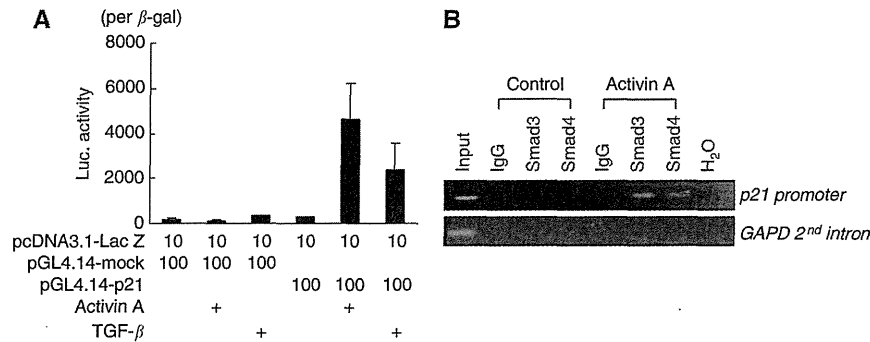 A
(per β-gal)
8000
6000
4000
2000
0
Luc. activity
pcDNA3.1-Lac Z 10 10 10 10 10 10
pGL4.14-mock 100 100 100
pGL4.14-p21 100 100 100
Activin A + +
TGF-β + +
B
Control Activin A
Input IgG Smad3 Smad4 IgG Smad3 Smad4 H₂O
p21 promoter
GAPD 2nd intron